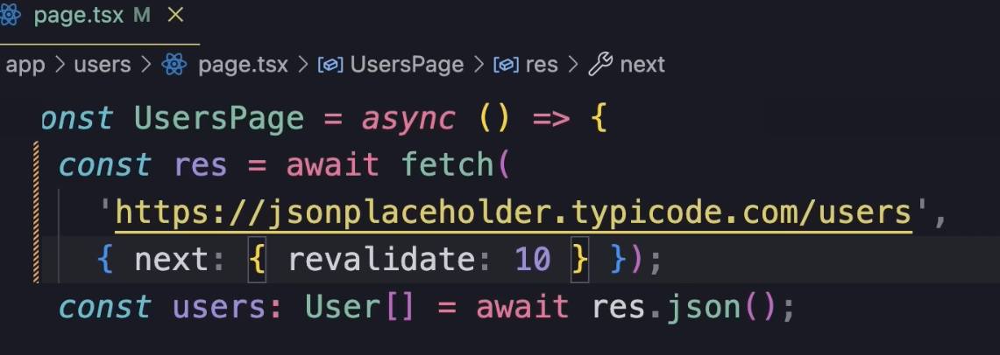 page.tsx M ×
app > users > page.tsx > UsersPage > res > next
onst UsersPage = async () => {
const res = await fetch(
'https://jsonplaceholder.typicode.com/users',
{ next: { revalidate: 10 } });
const users: User[] = await res.json();